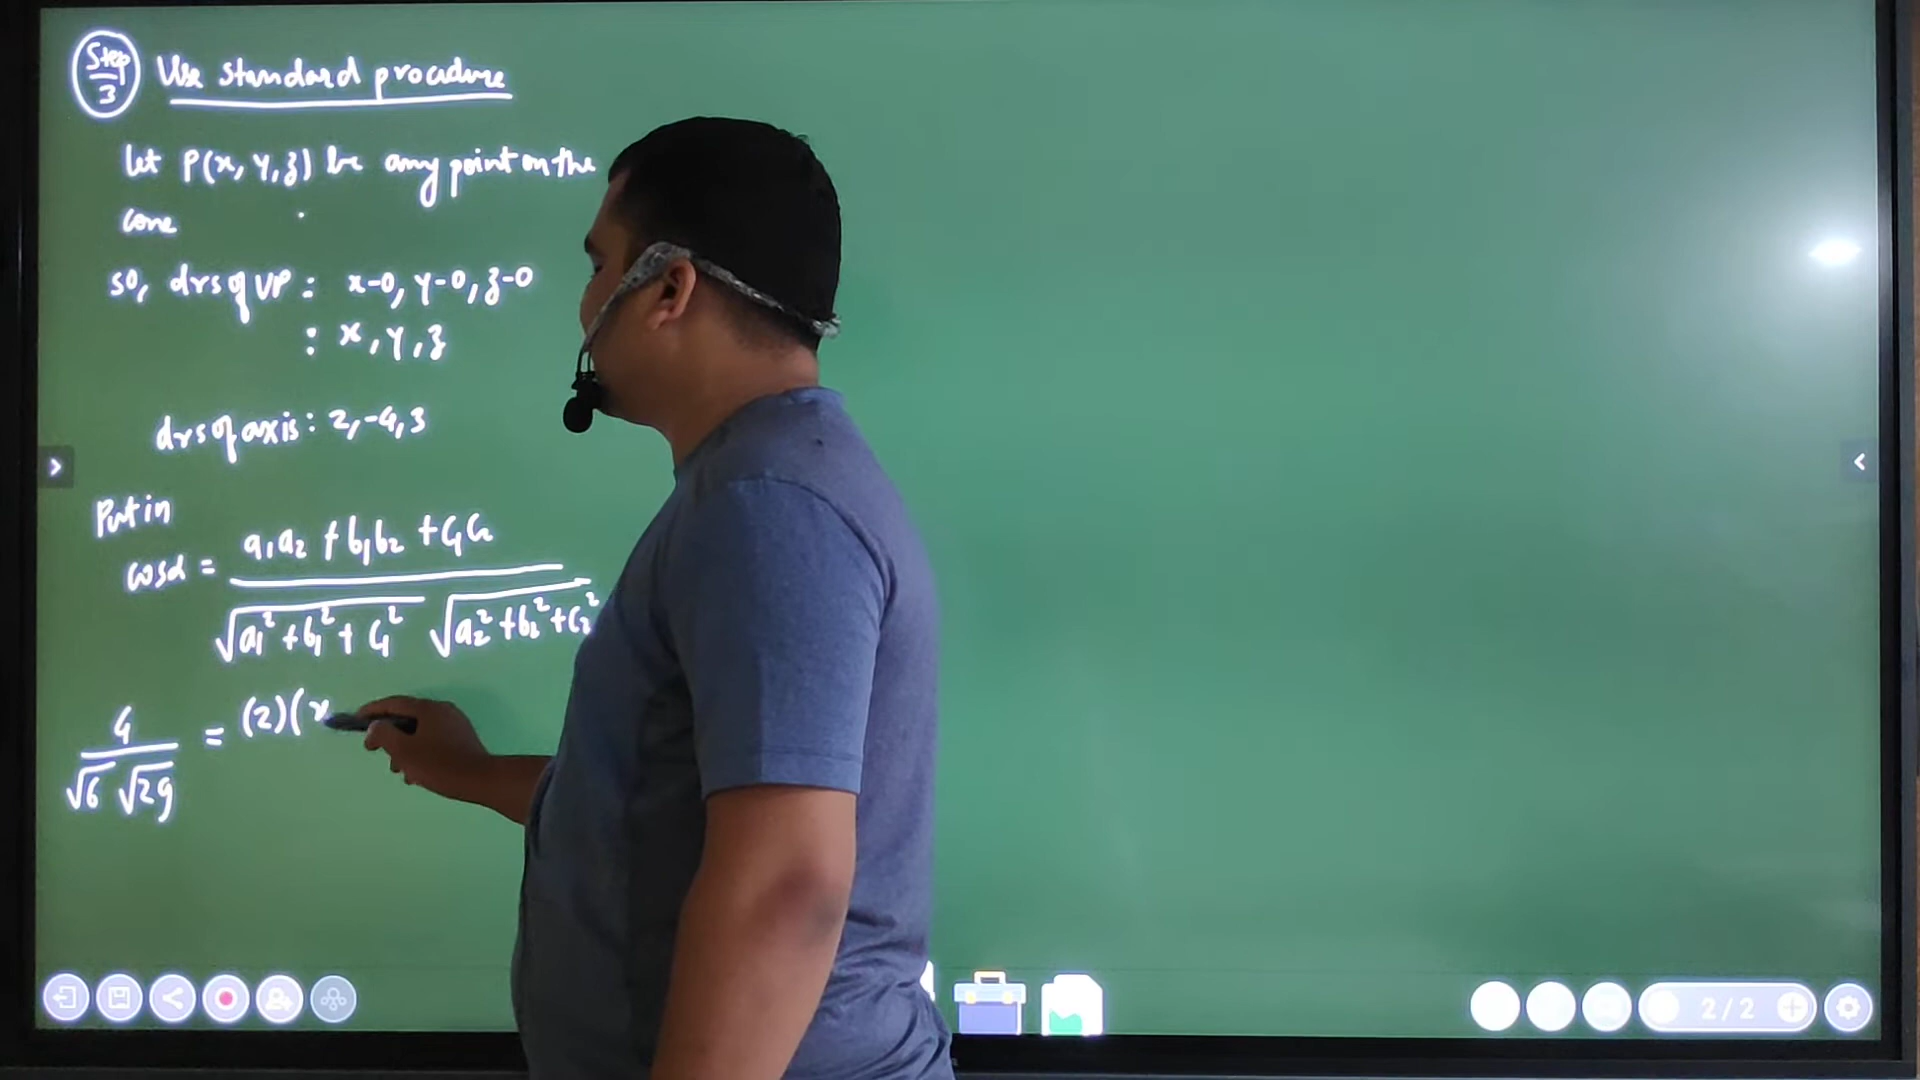 Step 3 Use standard procedure
Let P(x, y, z) be any point on the
cone
so, drs of VP : x-0, y-0, z-0
: x, y, z
drs of axis : 2, -4, 3
Put in
cosα = (a₁a₂ + b₁b₂ + c₁c₂) / (√(a₁² + b₁² + c₁²) √(a₂² + b₂² + c₂²))
4 / (√6 √29) = (2)(x
2/2